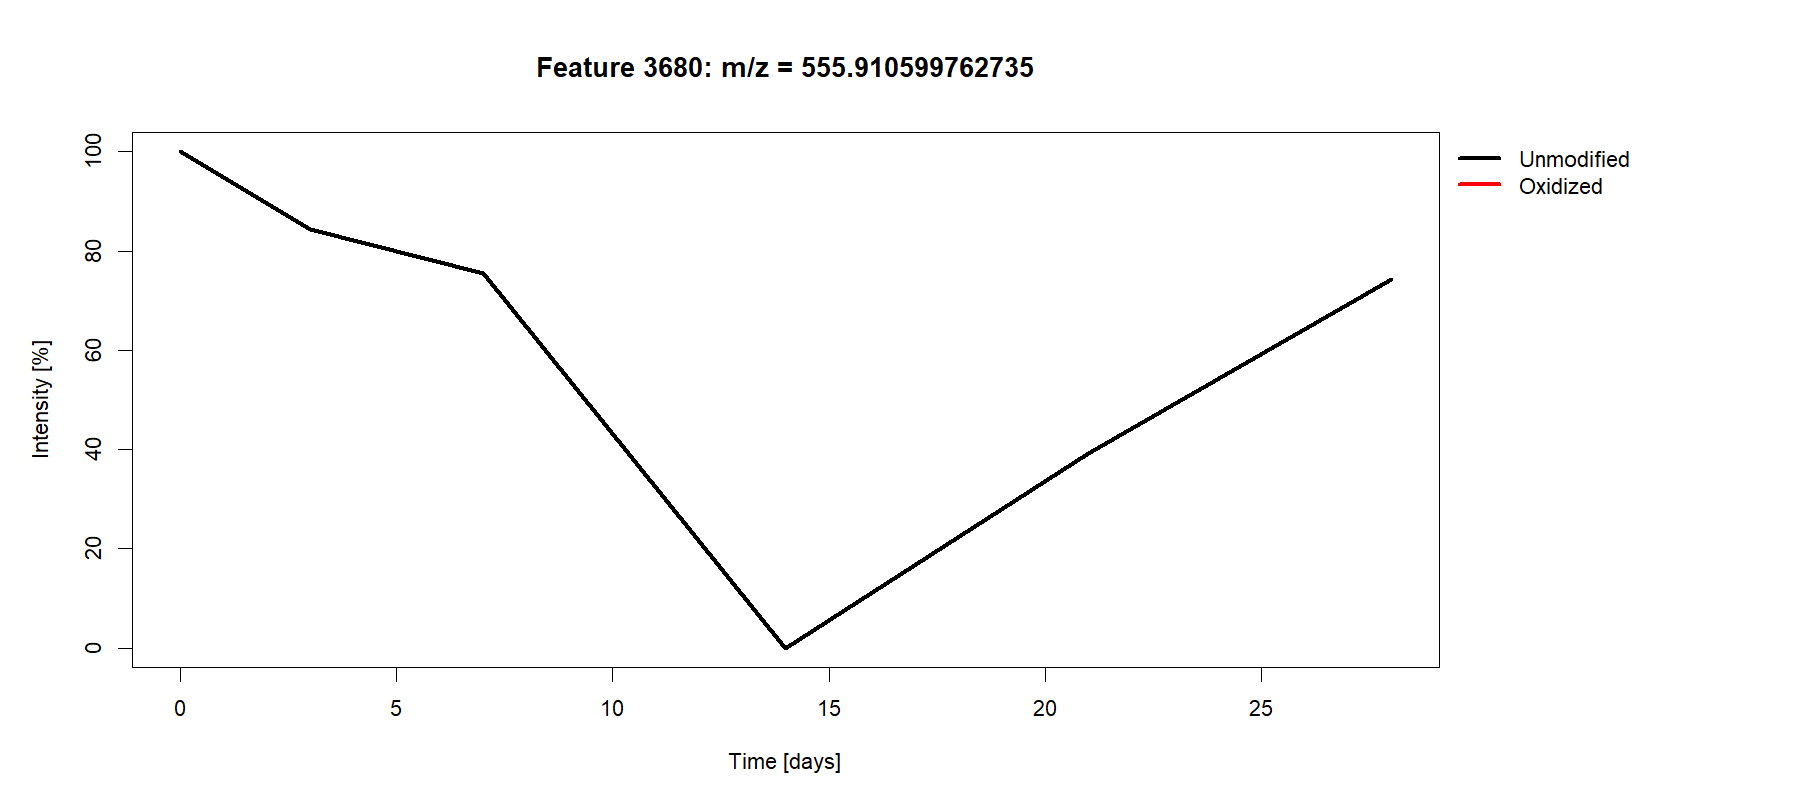 Feature 3680: m/z = 555.910599762735
Unmodified
Oxidized
Intensity [%]
100
80
60
40
20
0
0 5 10 15 20 25
Time [days]